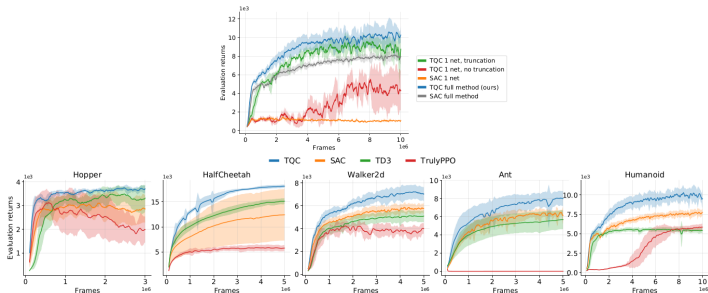 1e3
12
10
8
6
4
2
0
Evaluation returns
0 1 2 3 4 5 6 7 8 9 10
Frames 1e6
TQC 1 net, truncation
TQC 1 net, no truncation
SAC 1 net
TQC full method (ours)
SAC full method
TQC SAC TD3 TrulyPPO
Hopper
1e3
4
3
2
1
Evaluation returns
0 1 2 3
Frames 1e6
HalfCheetah
1e3
15
10
5
0 1 2 3 4 5
Frames 1e6
Walker2d
1e3
8
6
4
2
0
0 1 2 3 4 5
Frames 1e6
Ant
1e3
8
6
4
2
0
0 1 2 3 4 5
Frames 1e6
Humanoid
1e3
10.0
7.5
5.0
2.5
0.0
0 2 4 6 8 10
Frames 1e6